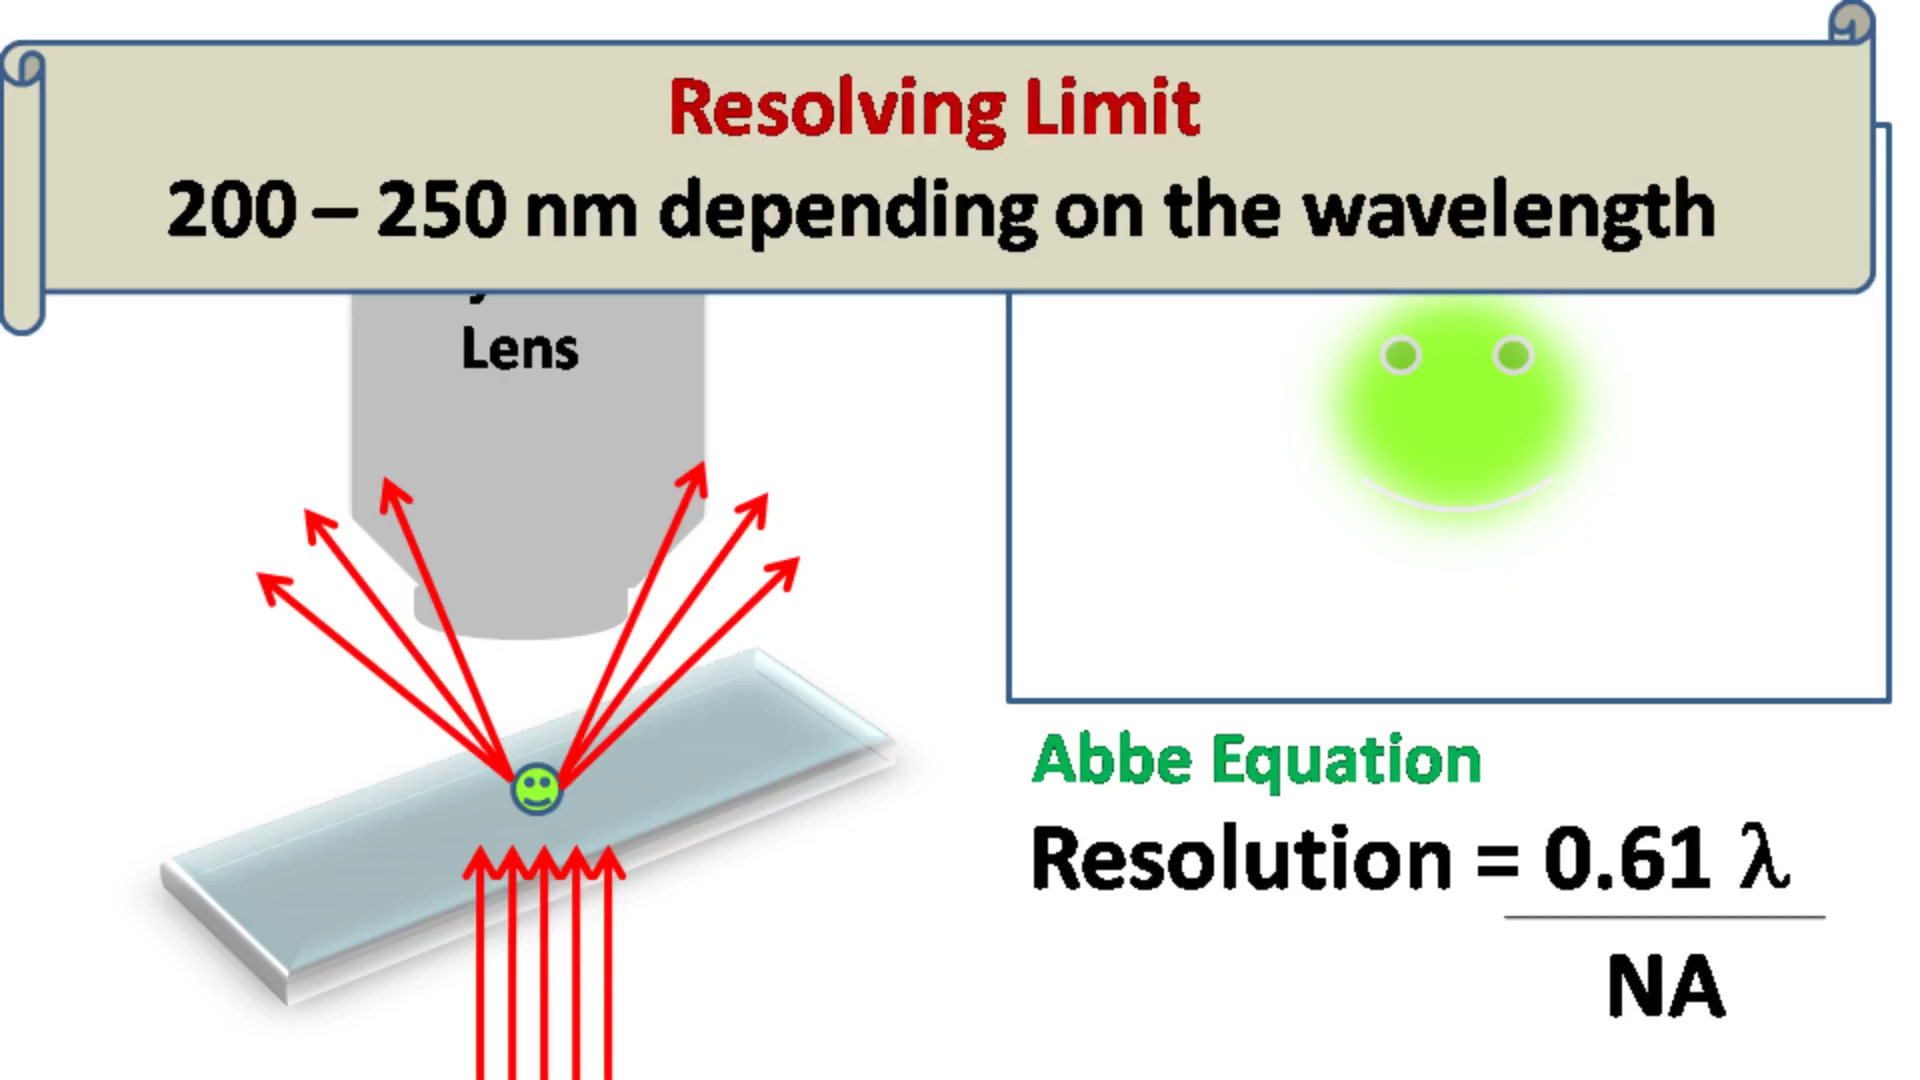 Resolving Limit
200 – 250 nm depending on the wavelength
Lens
Abbe Equation
Resolution = 0.61 λ
NA